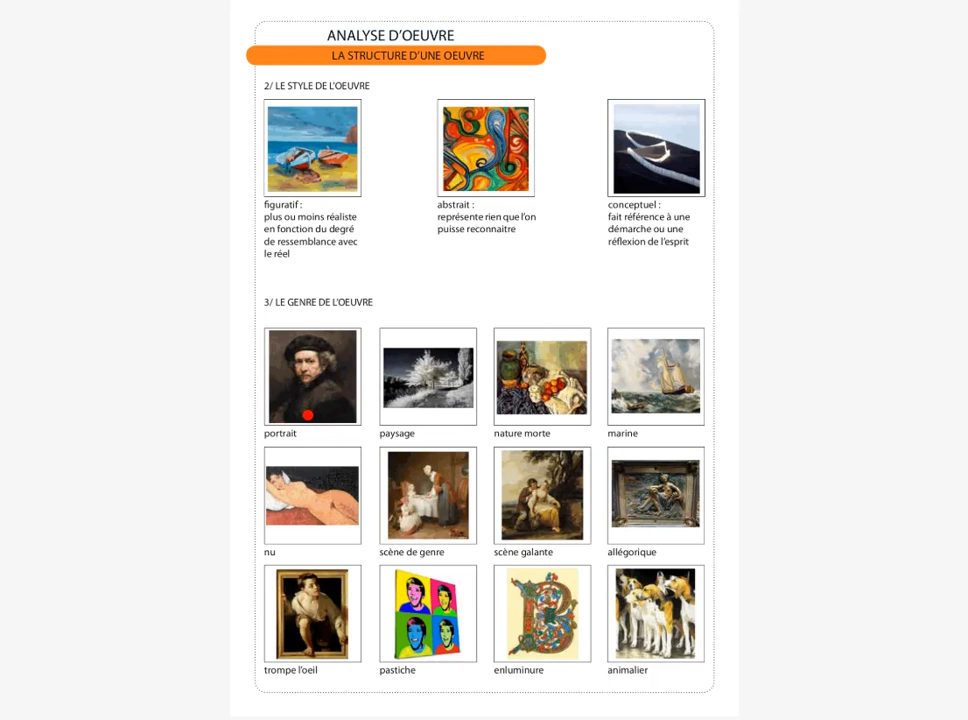 ANALYSE D'OEUVRE
LA STRUCTURE D'UNE OEUVRE
2/ LE STYLE DE L'OEUVRE
figuratif :
plus ou moins réaliste
en fonction du degré
de ressemblance avec
le réel
abstrait :
représente rien que l'on
puisse reconnaitre
conceptuel :
fait référence à une
démarche ou une
réflexion de l'esprit
3/ LE GENRE DE L'OEUVRE
portrait
paysage
nature morte
marine
nu
scène de genre
scène galante
allégorique
trompe l'oeil
pastiche
enluminure
animalier